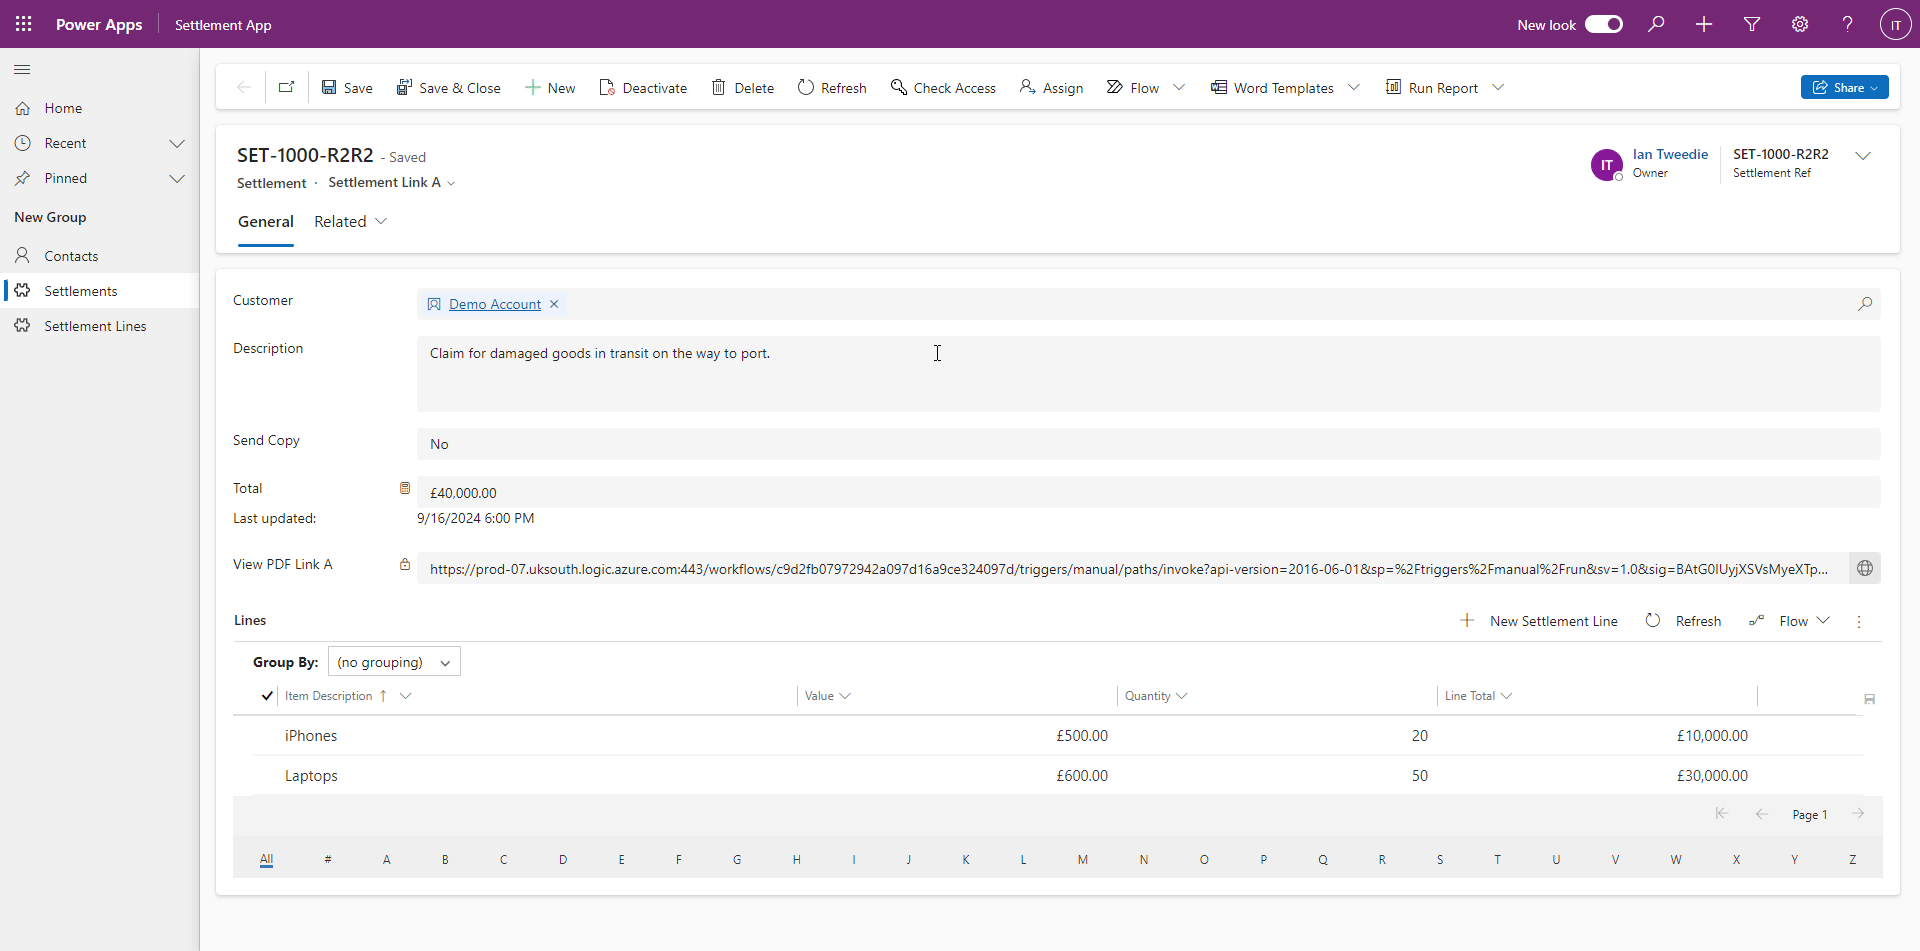 Power Apps Settlement App New look IT
Save Save & Close New Deactivate Delete Refresh Check Access Assign Flow Word Templates Run Report Share
Home
Recent
Pinned
New Group
Contacts
Settlements
Settlement Lines
SET-1000-R2R2 - Saved
Settlement · Settlement Link A
IT Ian Tweedie
Owner
SET-1000-R2R2
Settlement Ref
General Related
Customer Demo Account
Description Claim for damaged goods in transit on the way to port.
Send Copy No
Total £40,000.00
Last updated: 9/16/2024 6:00 PM
View PDF Link A https://prod-07.uksouth.logic.azure.com:443/workflows/c9d2fb07972942a097d16a9ce324097d/triggers/manual/paths/invoke?api-version=2016-06-01&sp=%2Ftriggers%2Fmanual%2Frun&sv=1.0&sig=BAtG0IUyjXSVsMyeXTp...
Lines New Settlement Line Refresh Flow
Group By: (no grouping)
Item Description Value Quantity Line Total
iPhones £500.00 20 £10,000.00
Laptops £600.00 50 £30,000.00
Page 1
All # A B C D E F G H I J K L M N O P Q R S T U V W X Y Z